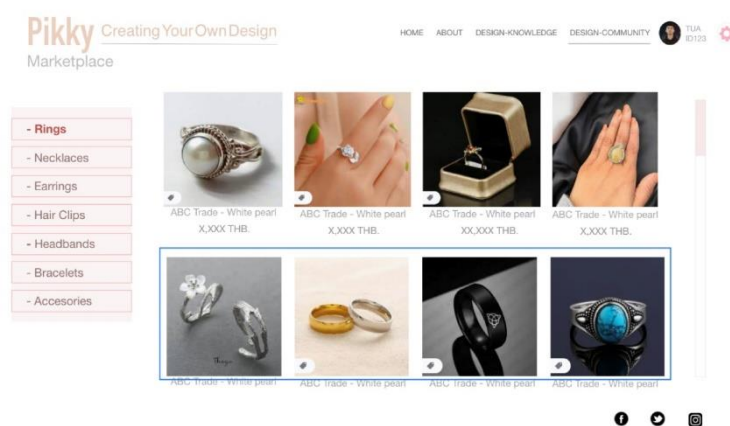 Pikky Creating Your Own Design
Marketplace
HOME ABOUT DESIGN-KNOWLEDGE DESIGN-COMMUNITY TUA
ID123
- Rings
- Necklaces
- Earrings
- Hair Clips
- Headbands
- Bracelets
- Accesories
ABC Trade - White pearl ABC Trade - White pearl ABC Trade - White pearl ABC Trade - White pearl
X,XXX THB. X,XXX THB. XX,XXX THB. X,XXX THB.
ABC Trade - White pearl ABC Trade - White pearl ABC Trade - White pearl ABC Trade - White pearl